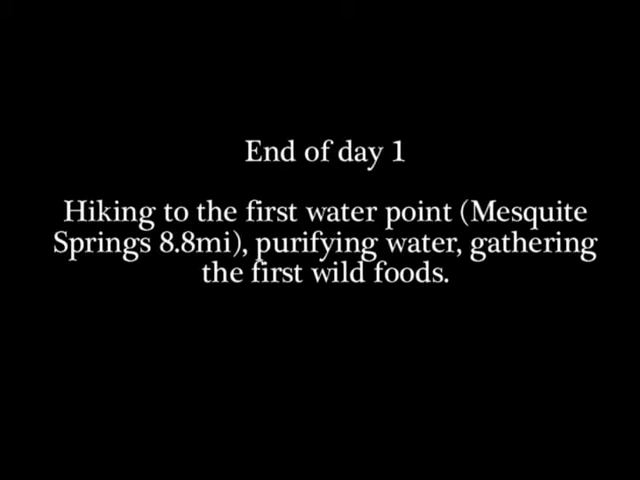 End of day 1
Hiking to the first water point (Mesquite
Springs 8.8mi), purifying water, gathering
the first wild foods.